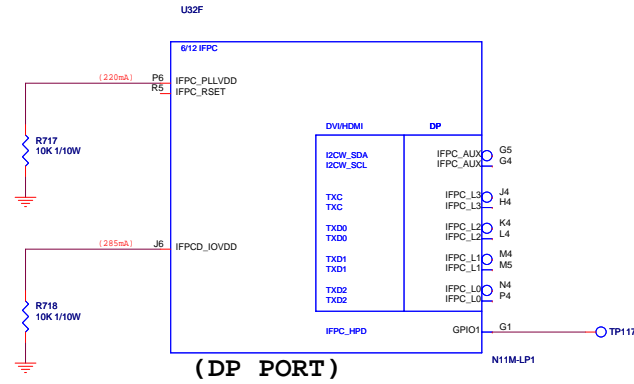 U32F
6/12 IFPC
(220mA) P6 IFPC_PLLVDD
R5 IFPC_RSET
R717
10K 1/10W
DVI/HDMI DP
I2CW_SDA IFPC_AUX G5
I2CW_SCL IFPC_AUX G4
TXC IFPC_L3 J4
TXC IFPC_L3 H4
TXD0 IFPC_L2 K4
TXD0 IFPC_L2 L4
(285mA) J6 IFPCD_IOVDD
TXD1 IFPC_L1 M4
TXD1 IFPC_L1 M5
TXD2 IFPC_L0 N4
TXD2 IFPC_L0 P4
R718
10K 1/10W
IFPC_HPD GPIO1 G1 TP117
N11M-LP1
(DP PORT)